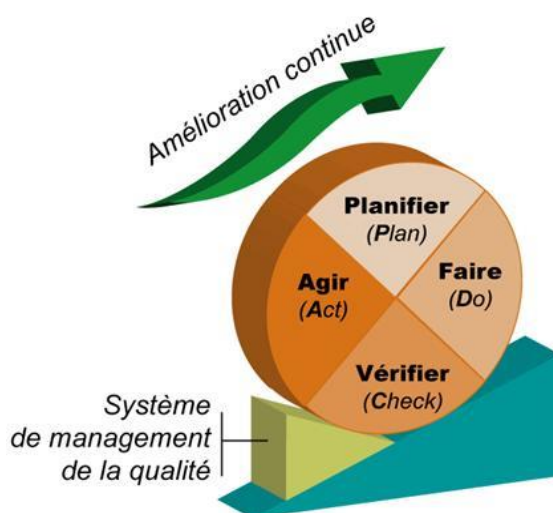 Amélioration continue
Planifier
(Plan)
Faire
(Do)
Agir
(Act)
Vérifier
(Check)
Système
de management
de la qualité